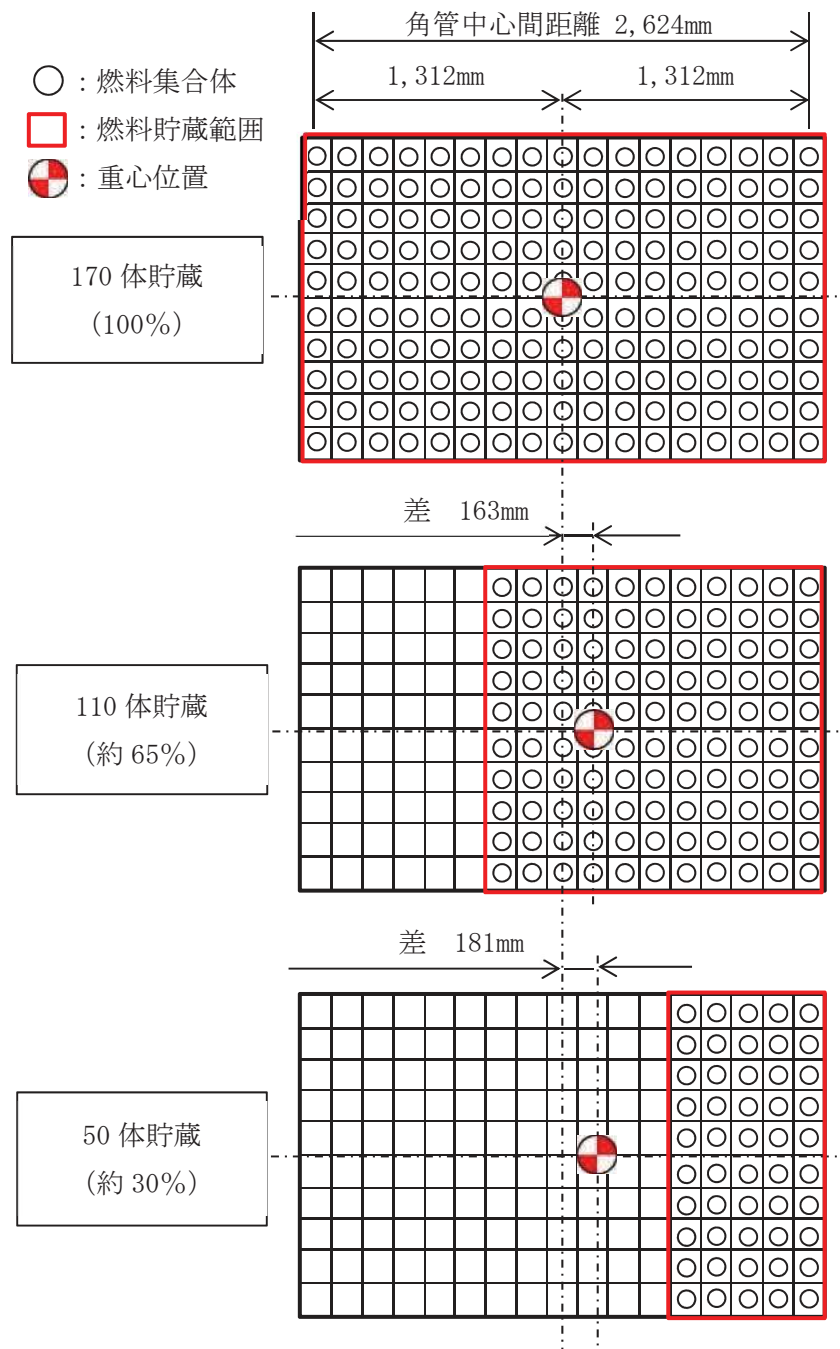 角管中心間距離 2,624mm
1,312mm 1,312mm
：燃料集合体
：燃料貯蔵範囲
：重心位置
170 体貯蔵
（100％）
差 163mm
110 体貯蔵
（約 65％）
差 181mm
50 体貯蔵
（約 30％）